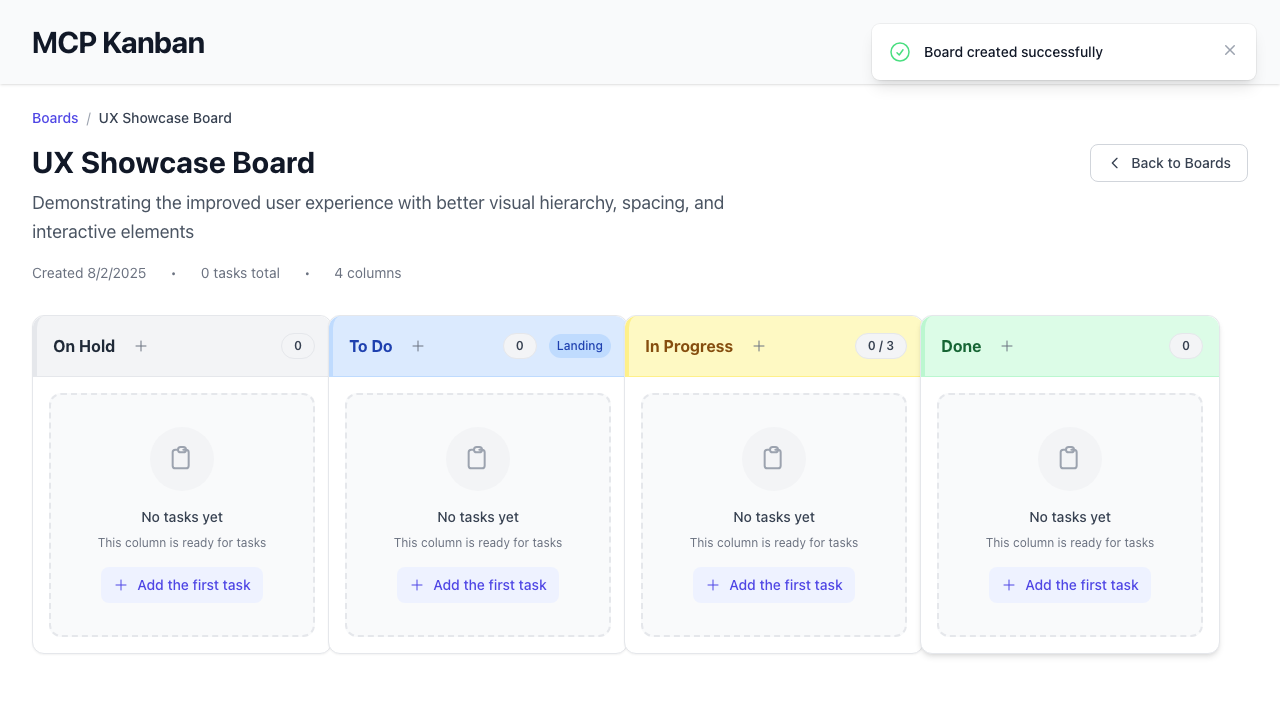 MCP Kanban
Board created successfully
Boards / UX Showcase Board
UX Showcase Board
Back to Boards
Demonstrating the improved user experience with better visual hierarchy, spacing, and
interactive elements
Created 8/2/2025 • 0 tasks total • 4 columns
On Hold 0
To Do 0 Landing
In Progress 0 / 3
Done 0
No tasks yet
This column is ready for tasks
Add the first task
No tasks yet
This column is ready for tasks
Add the first task
No tasks yet
This column is ready for tasks
Add the first task
No tasks yet
This column is ready for tasks
Add the first task